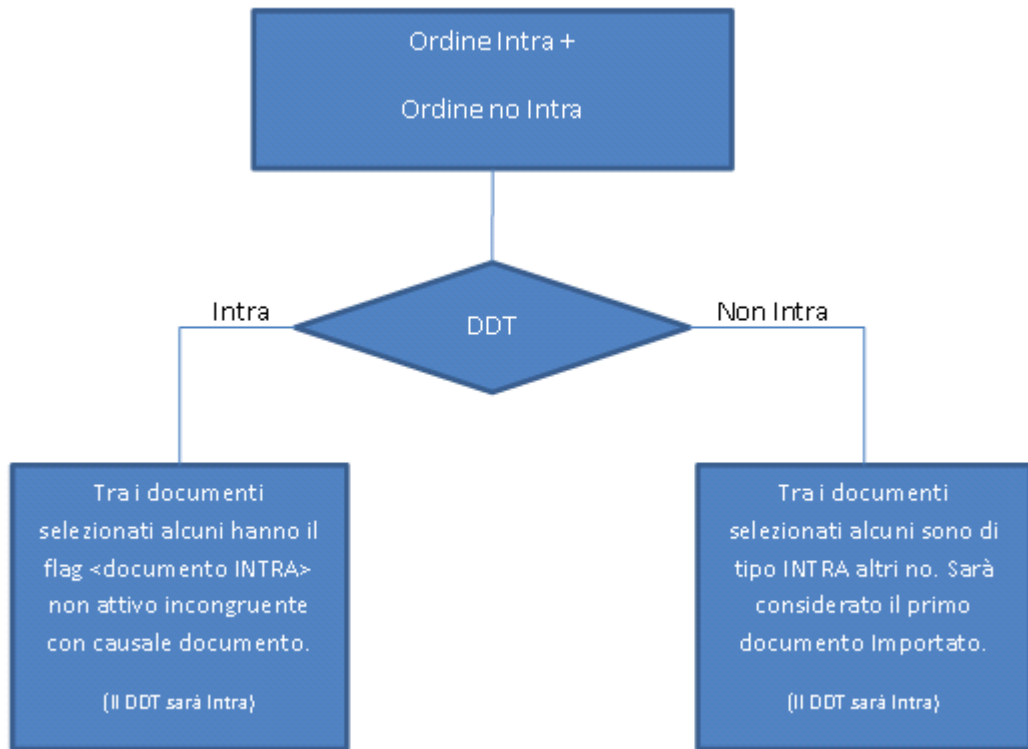 Ordine Intra +
Ordine no Intra
Intra
DDT
Non Intra
Tra i documenti
selezionati alcuni hanno il
flag <documento INTRA>
non attivo incongruente
con causale documento.
(Il DDT sarà Intra)
Tra i documenti
selezionati alcuni sono di
tipo INTRA altri no. Sarà
considerato il primo
documento Importato.
(Il DDT sarà Intra)